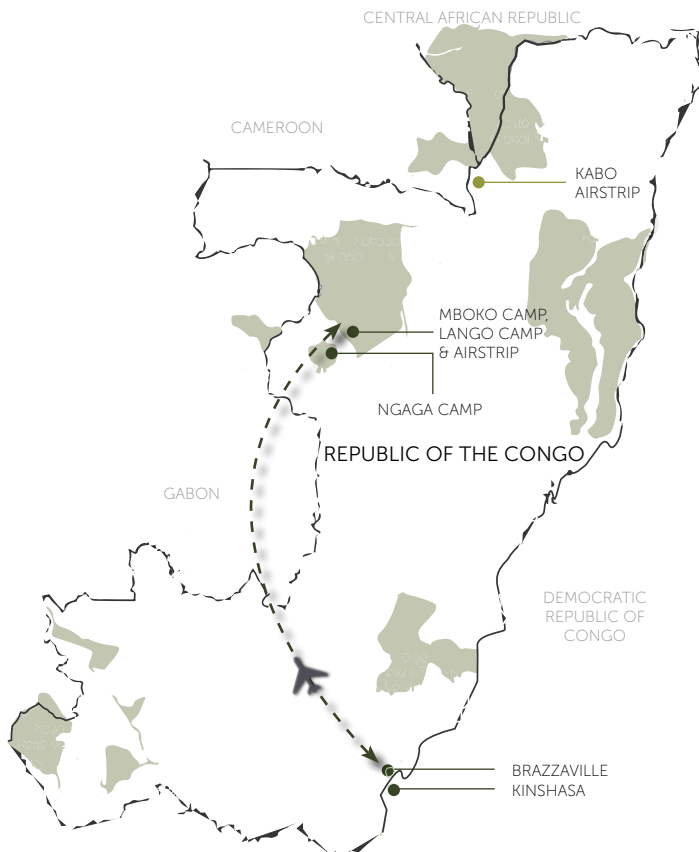 CENTRAL AFRICAN REPUBLIC
CAMEROON
KABO
AIRSTRIP
MBOKO CAMP,
LANGO CAMP
& AIRSTRIP
NGAGA CAMP
REPUBLIC OF THE CONGO
GABON
DEMOCRATIC
REPUBLIC OF
CONGO
BRAZZAVILLE
KINSHASA